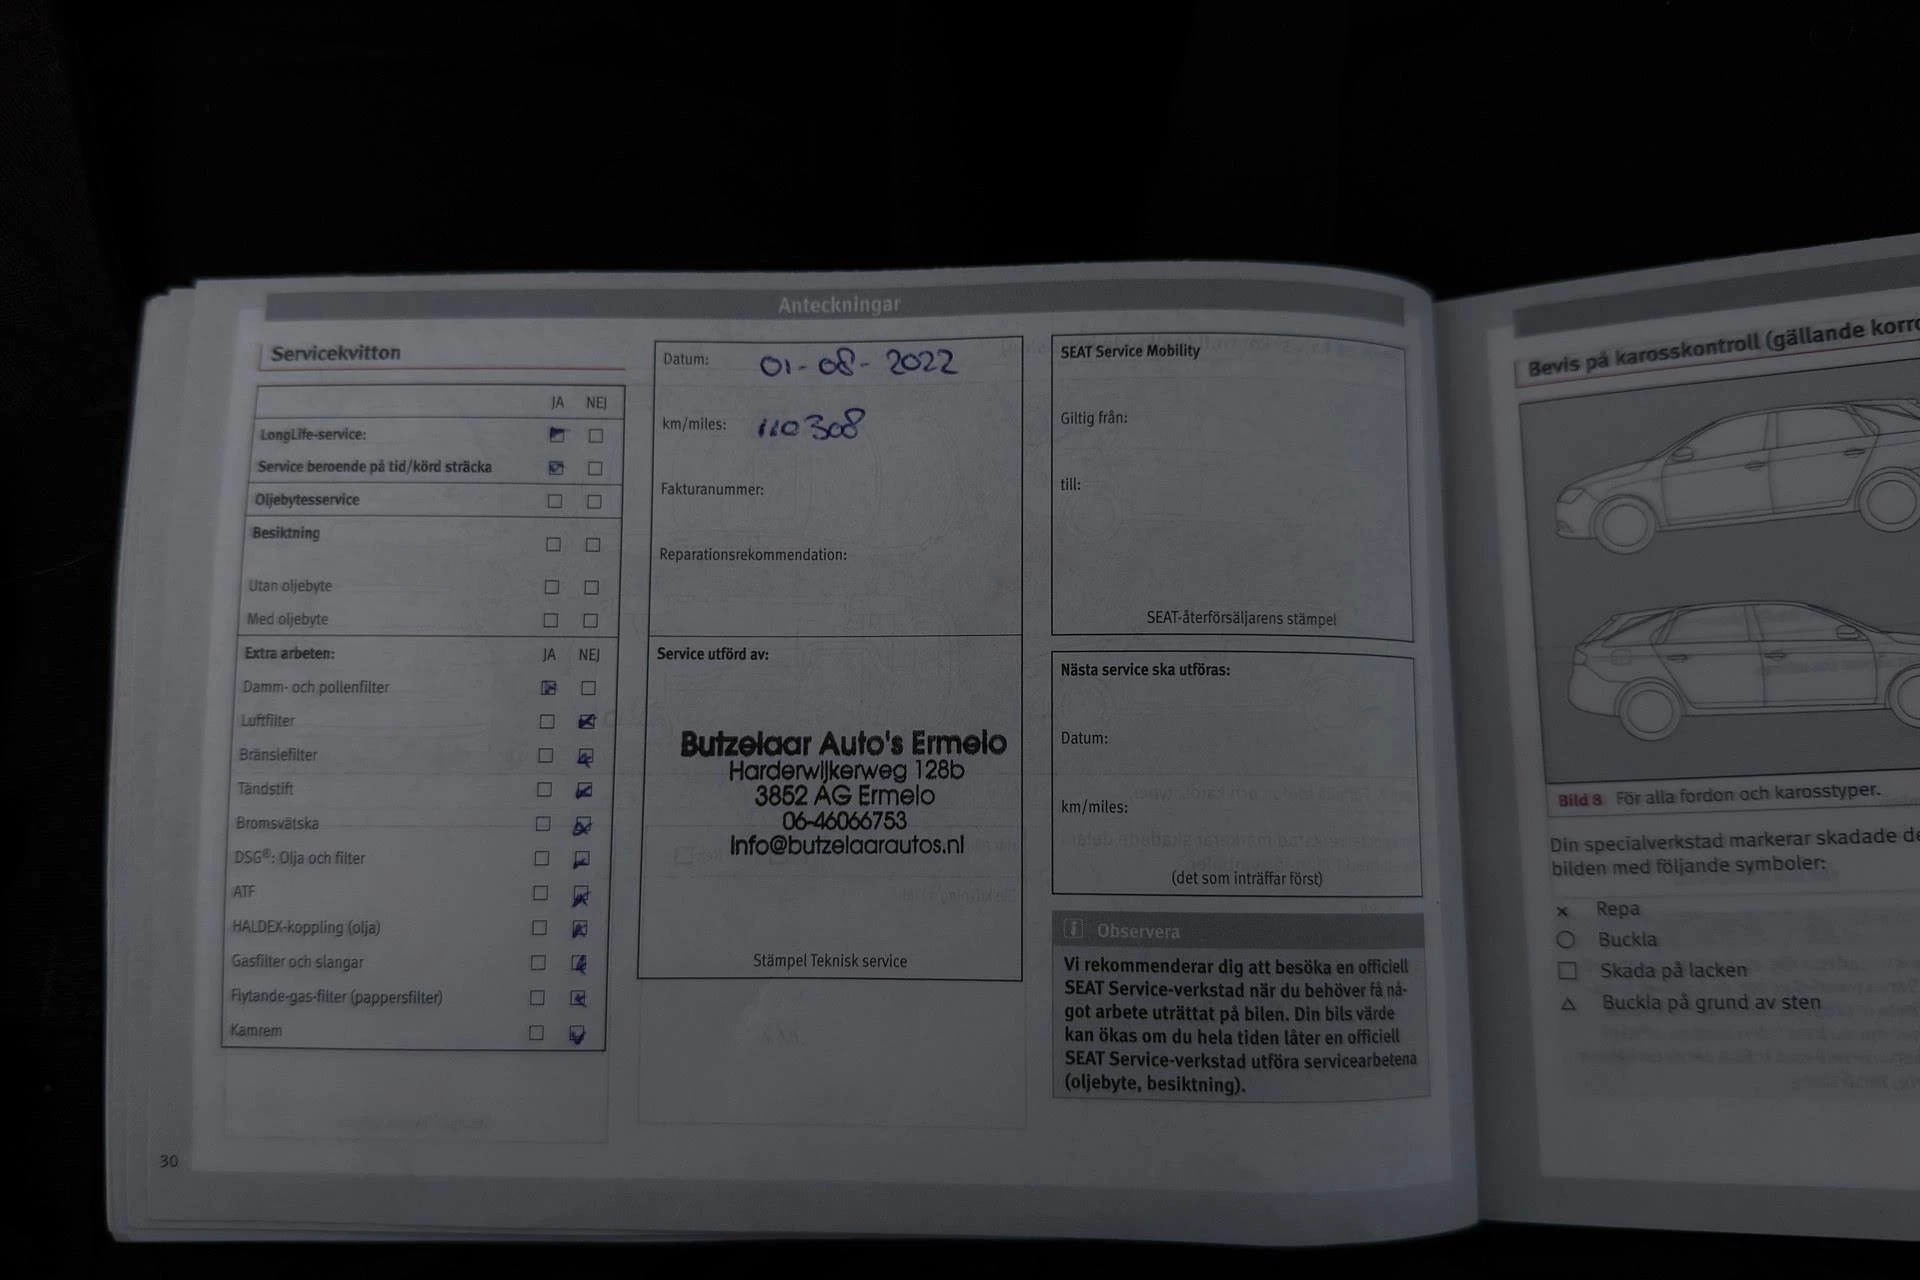 Anteckningar
Servicekvitton
JA NEJ
LongLife-service:
Service beroende på tid/körd sträcka
Oljebytesservice
Besiktning
Utan oljebyte
Med oljebyte
Extra arbeten: JA NEJ
Damm- och pollenfilter
Luftfilter
Bränslefilter
Tändstift
Bromsvätska
DSG®: Olja och filter
ATF
HALDEX-koppling (olja)
Gasfilter och slangar
Flytande-gas-filter (pappersfilter)
Kamrem
30
Datum: 01-08-2022
km/miles: 110308
Fakturanummer:
Reparationsrekommendation:
Service utförd av:
Butzelaar Auto's Ermelo
Harderwijkerweg 128b
3852 AG Ermelo
06-46066753
Info@butzelaarautos.nl
Stämpel Teknisk service
SEAT Service Mobility
Giltig från:
till:
SEAT-återförsäljarens stämpel
Nästa service ska utföras:
Datum:
km/miles:
(det som inträffar först)
i Observera
Vi rekommenderar dig att besöka en officiell
SEAT Service-verkstad när du behöver få nå-
got arbete uträttat på bilen. Din bils värde
kan ökas om du hela tiden låter en officiell
SEAT Service-verkstad utföra servicearbetena
(oljebyte, besiktning).
Bevis på karosskontroll (gällande
Bild 8 För alla fordon och karosstyper.
Din specialverkstad markerar skadade
bilden med följande symboler:
× Repa
○ Buckla
□ Skada på lacken
△ Buckla på grund av sten